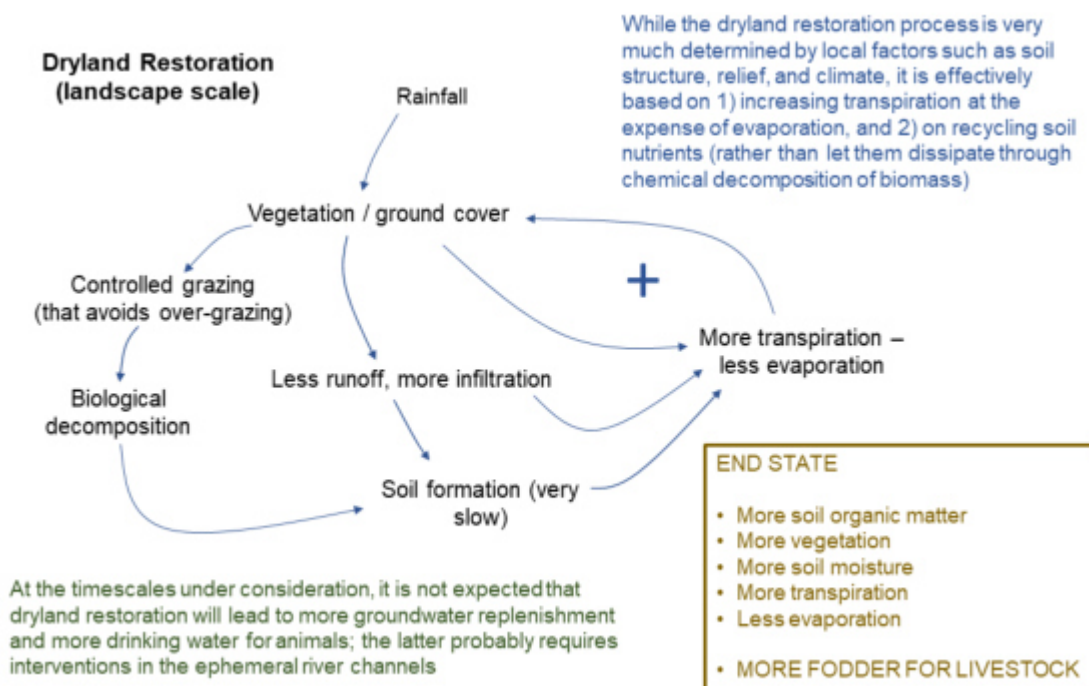 Dryland Restoration
(landscape scale)
While the dryland restoration process is very
much determined by local factors such as soil
structure, relief, and climate, it is effectively
based on 1) increasing transpiration at the
expense of evaporation, and 2) on recycling soil
nutrients (rather than let them dissipate through
chemical decomposition of biomass)
Rainfall
Vegetation / ground cover
+
Controlled grazing
(that avoids over-grazing)
More transpiration –
less evaporation
Less runoff, more infiltration
Biological
decomposition
Soil formation (very
slow)
END STATE
• More soil organic matter
• More vegetation
• More soil moisture
• More transpiration
• Less evaporation
• MORE FODDER FOR LIVESTOCK
At the timescales under consideration, it is not expected that
dryland restoration will lead to more groundwater replenishment
and more drinking water for animals; the latter probably requires
interventions in the ephemeral river channels